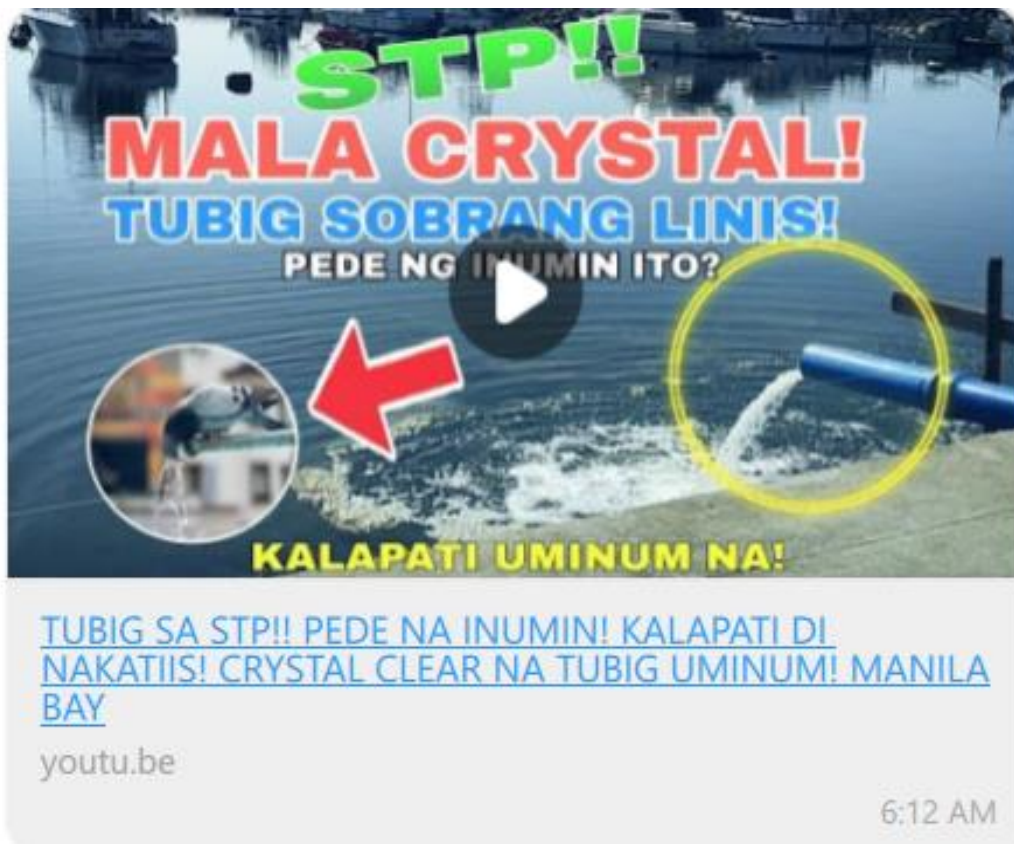 STP!!
MALA CRYSTAL!
TUBIG SOBRANG LINIS!
PEDE NG INUMIN ITO?
KALAPATI UMINUM NA!
TUBIG SA STP!! PEDE NA INUMIN! KALAPATI DI
NAKATIIS! CRYSTAL CLEAR NA TUBIG UMINUM! MANILA
BAY
youtu.be
6:12 AM